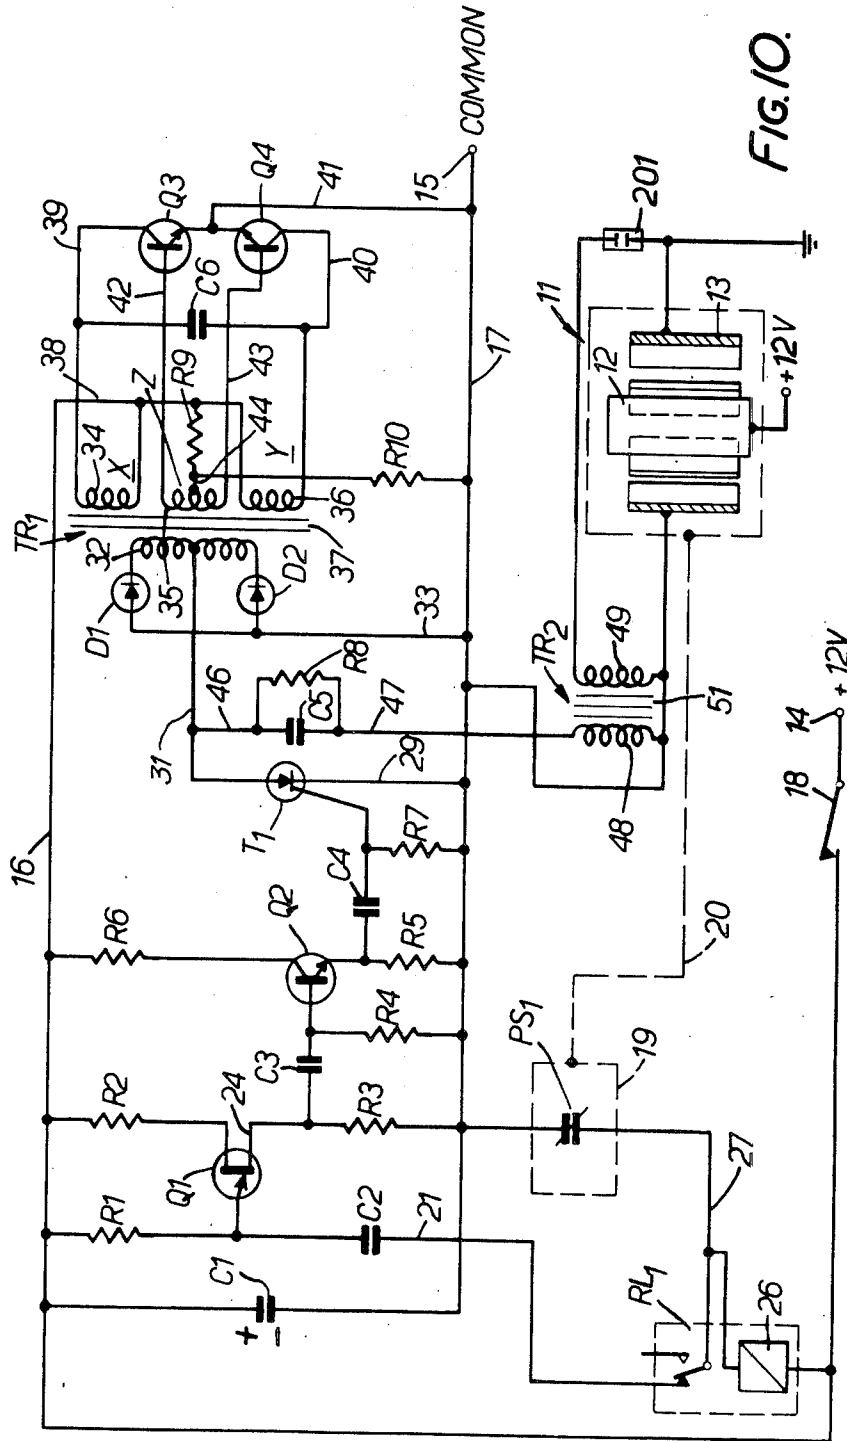 FIG. 10.
16
R1
R2
R6
C1
+
-
Q1
24
C2
21
R3
C3
R4
Q2
R5
C4
R7
T1
29
31
46
C5
R8
47
33
D1
D2
32
35
37
TR1
34
X
Z
Y
36
38
R9
44
43
R10
42
C6
39
Q3
Q4
40
41
17
15
COMMON
PS1
19
20
27
RL1
26
18
14
+12V
TR2
48
49
51
11
12
13
201
+12V